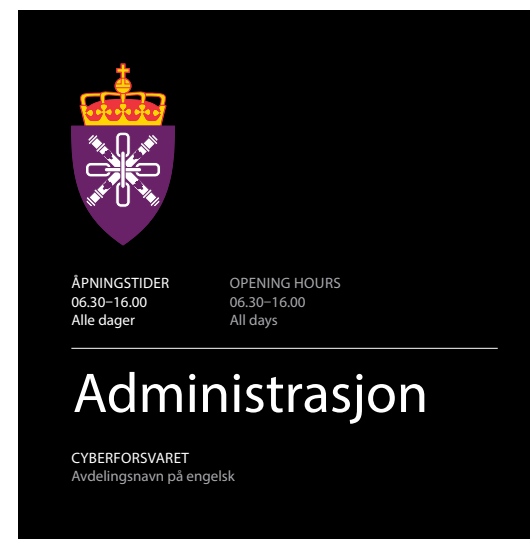 ÅPNINGSTIDER
06.30–16.00
Alle dager
OPENING HOURS
06.30–16.00
All days
Administrasjon
CYBERFORSVARET
Avdelingsnavn på engelsk